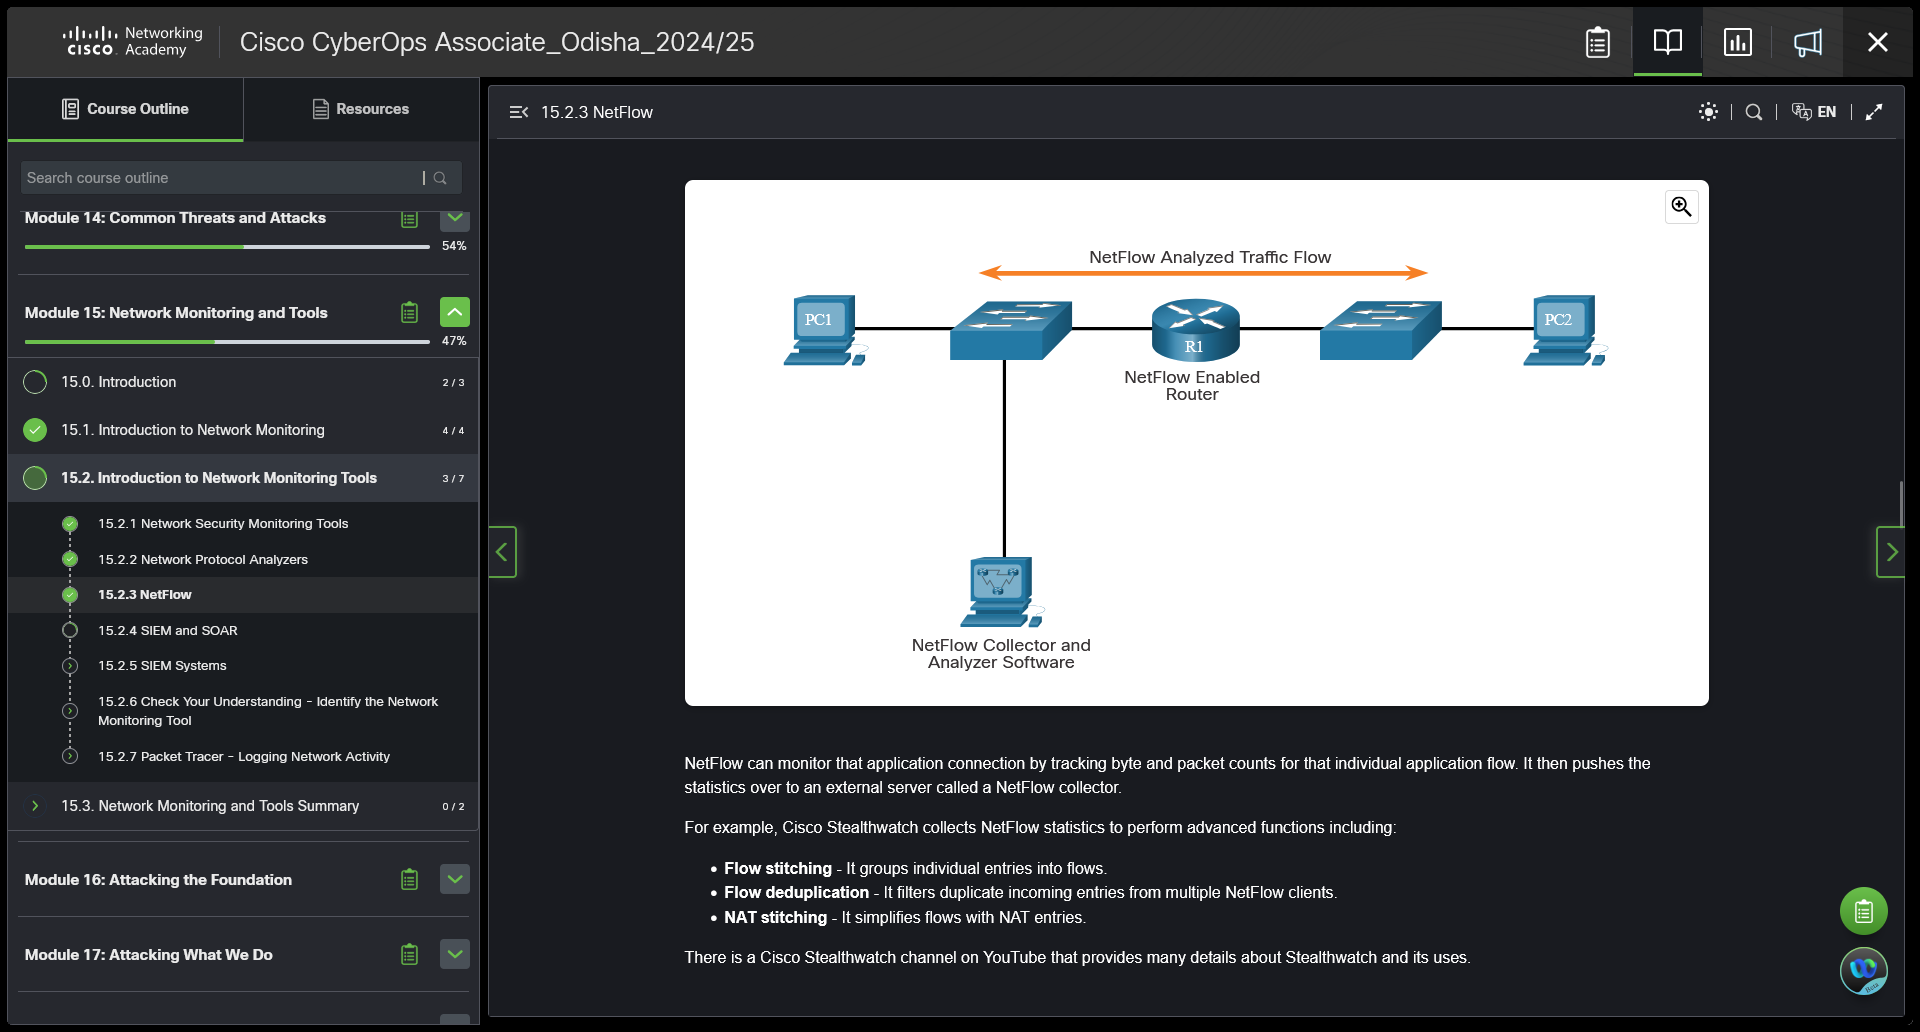 CISCO
Networking
Academy
Cisco CyberOps Associate_Odisha_2024/25
Course Outline
Resources
Search course outline
Module 14: Common Threats and Attacks
54%
Module 15: Network Monitoring and Tools
47%
15.0. Introduction
2 / 3
15.1. Introduction to Network Monitoring
4 / 4
15.2. Introduction to Network Monitoring Tools
3 / 7
15.2.1 Network Security Monitoring Tools
15.2.2 Network Protocol Analyzers
15.2.3 NetFlow
15.2.4 SIEM and SOAR
15.2.5 SIEM Systems
15.2.6 Check Your Understanding - Identify the Network
Monitoring Tool
15.2.7 Packet Tracer - Logging Network Activity
15.3. Network Monitoring and Tools Summary
0 / 2
Module 16: Attacking the Foundation
Module 17: Attacking What We Do
15.2.3 NetFlow
EN
NetFlow Analyzed Traffic Flow
PC1
R1
PC2
NetFlow Enabled
Router
NetFlow Collector and
Analyzer Software
NetFlow can monitor that application connection by tracking byte and packet counts for that individual application flow. It then pushes the
statistics over to an external server called a NetFlow collector.
For example, Cisco Stealthwatch collects NetFlow statistics to perform advanced functions including:
• Flow stitching - It groups individual entries into flows.
• Flow deduplication - It filters duplicate incoming entries from multiple NetFlow clients.
• NAT stitching - It simplifies flows with NAT entries.
There is a Cisco Stealthwatch channel on YouTube that provides many details about Stealthwatch and its uses.
Beta